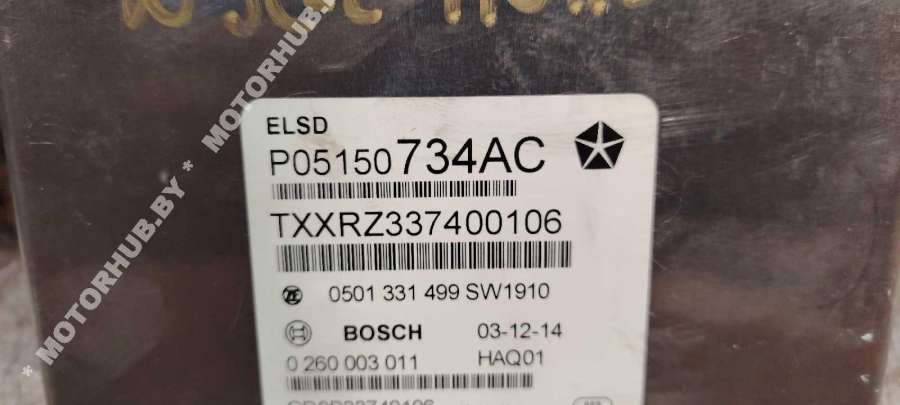 ELSD
P05150734AC
TXXRZ337400106
0501 331 499 SW1910
BOSCH 03-12-14
0 260 003 011 HAQ01
* MOTORHUB.BY * MOTORHUB